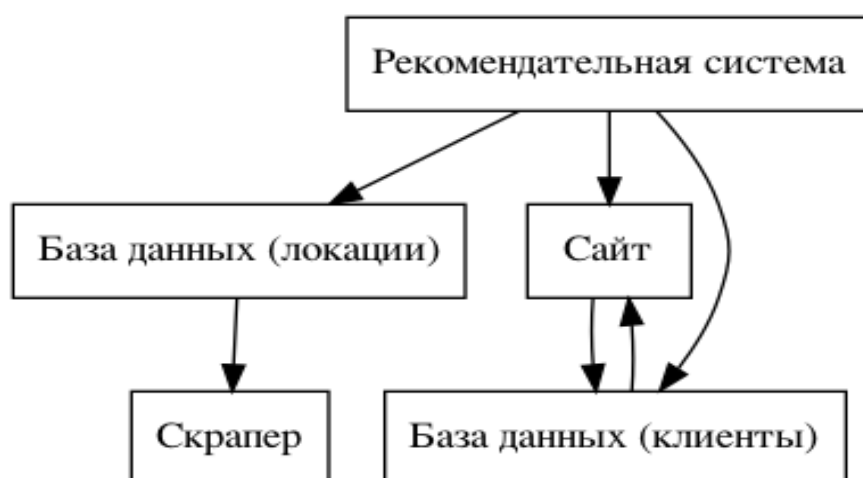 Рекомендательная система
База данных (локации)
Сайт
Скрапер
База данных (клиенты)